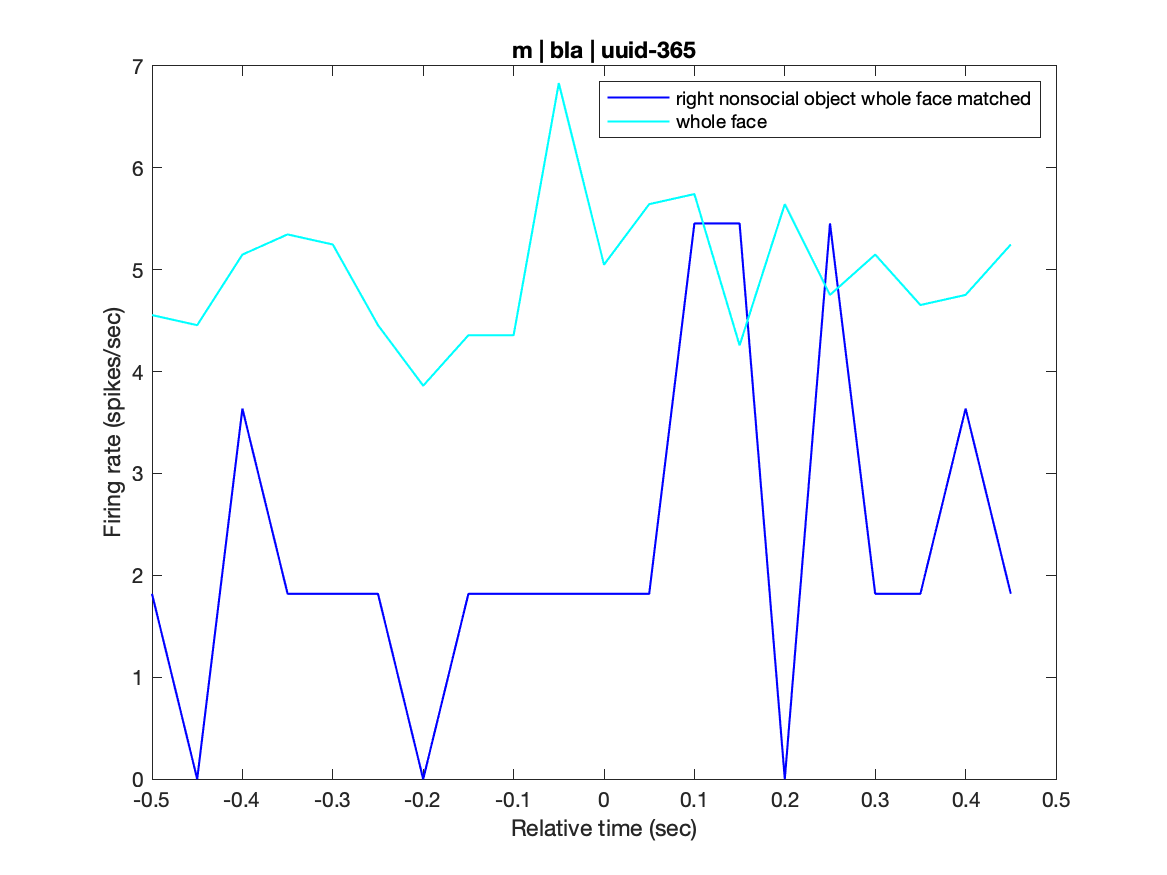 m | bla | uuid-365
right nonsocial object whole face matched
whole face
Firing rate (spikes/sec)
7
6
5
4
3
2
1
0
-0.5 -0.4 -0.3 -0.2 -0.1 0 0.1 0.2 0.3 0.4 0.5
Relative time (sec)